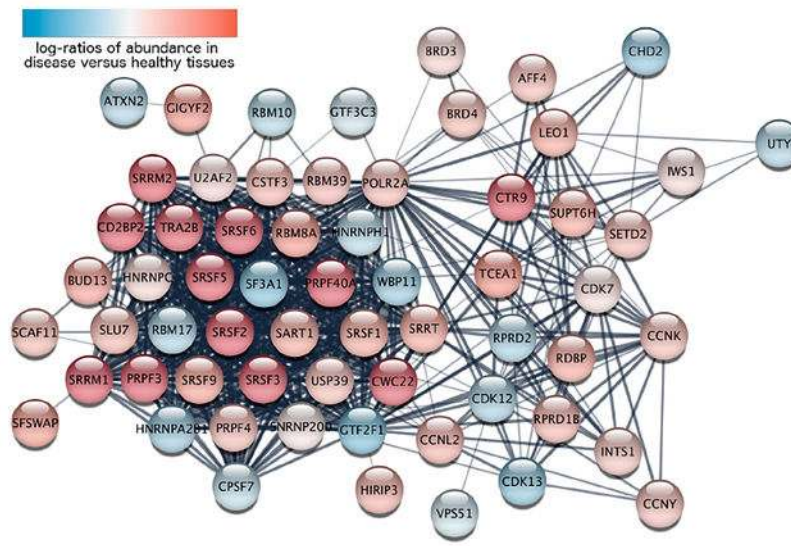 log-ratios of abundance in
disease versus healthy tissues
BRD3
CHD2
AFF4
ATXN2
GIGYF2
RBM10
GTF3C3
BRD4
LEO1
UTY
SRRM2
U2AF2
CSTF3
RBM39
POLR2A
IWS1
CTR9
CD2BP2
TRA2B
SRSF6
RBM8A
HNRNPH1
SUPT6H
SETD2
BUD13
HNRNPC
SRSF5
SF3A1
PRPF40A
WBP11
TCEA1
CDK7
SCAF11
SLU7
RBM17
SRSF2
SART1
SRSF1
SRRT
RPRD2
RDBP
CCNK
SRRM1
PRPF3
SRSF9
SRSF3
USP39
CWC22
CDK12
RPRD1B
SFSWAP
HNRNPA2B1
PRPF4
SNRNP200
GTF2F1
CCNL2
INTS1
CPSF7
HIRIP3
CDK13
VPS51
CCNY